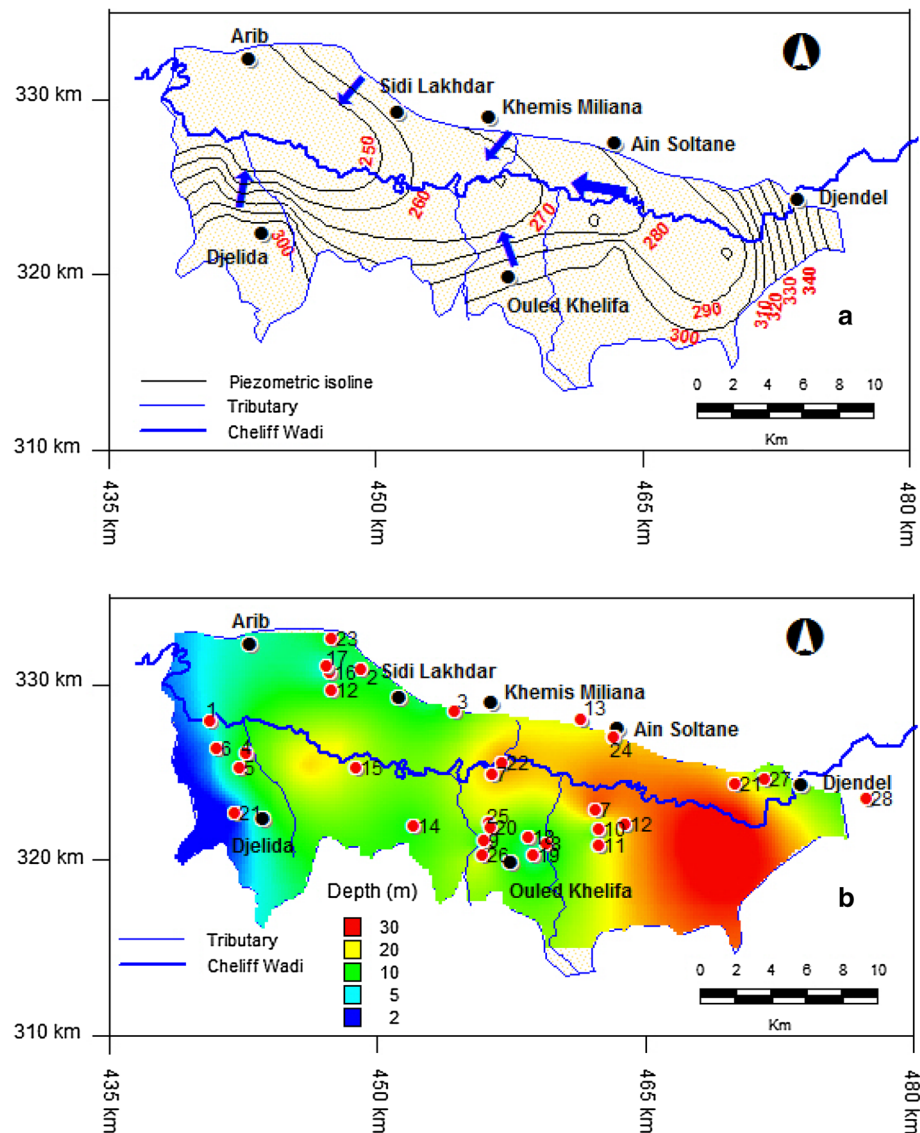 Arib
330 km
Sidi Lakhdar
Khemis Miliana
Ain Soltane
250
260
270
280
Djendel
Djelida
300
320 km
Ouled Khelifa
290
300
310
320
330
340
a
Piezometric isoline
Tributary
Cheliff Wadi
0 2 4 6 8 10
Km
310 km
435 km
450 km
465 km
480 km
Arib
23
17
16
2
Sidi Lakhdar
12
330 km
3
Khemis Miliana
13
Ain Soltane
24
1
6
4
5
15
22
7
21
27
Djendel
28
21
Djelida
14
25
20
9
26
13
8
19
7
10
12
11
320 km
Ouled Khelifa
b
Depth (m)
30
20
10
5
2
Tributary
Cheliff Wadi
0 2 4 6 8 10
Km
310 km
435 km
450 km
465 km
480 km